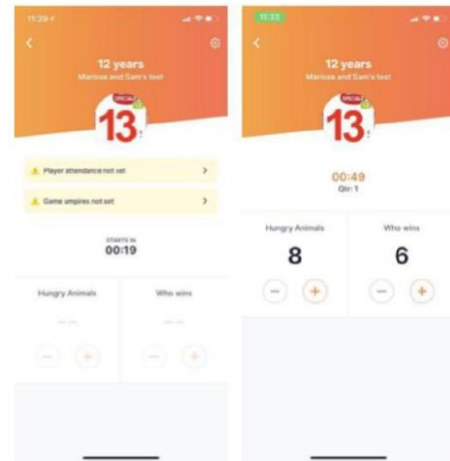 11:29
12 years
Marissa and Sam's test
SPECIALE
13
Player attendance not set
Game umpires not set
STARTS IN
00:19
Hungry Animals
Who wins
-- --
-- --
11:33
12 years
Marissa and Sam's test
SPECIALE
13
00:49
Qtr: 1
Hungry Animals
Who wins
8
6